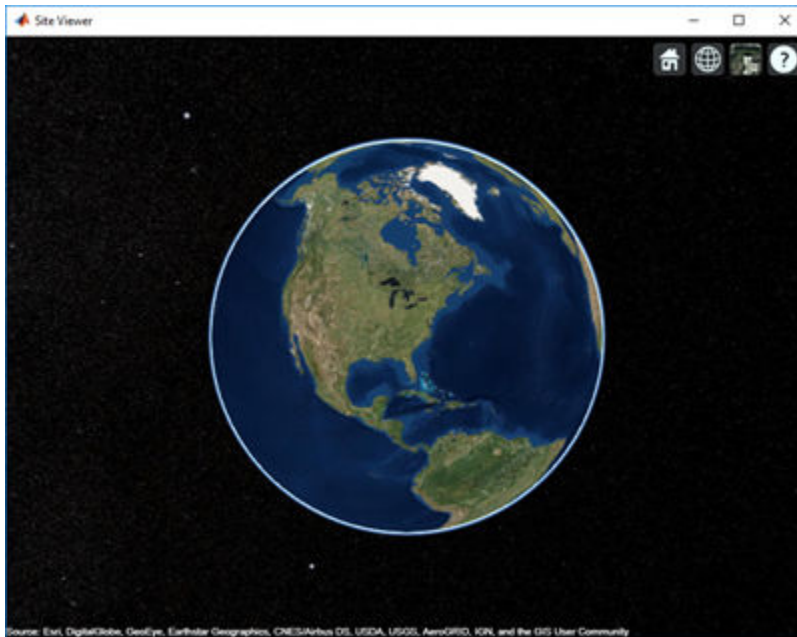 Site Viewer
?
Source: Esri, DigitalGlobe, GeoEye, Earthstar Geographics, CNES/Airbus DS, USDA, USGS, AeroGRID, IGN, and the GIS User Community